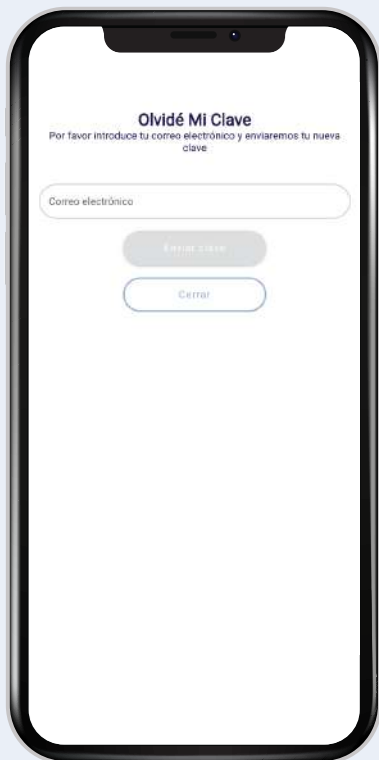 Olvidé Mi Clave
Por favor introduce tu correo electrónico y enviaremos tu nueva
clave
Correo electrónico
Enviar clave
Cerrar